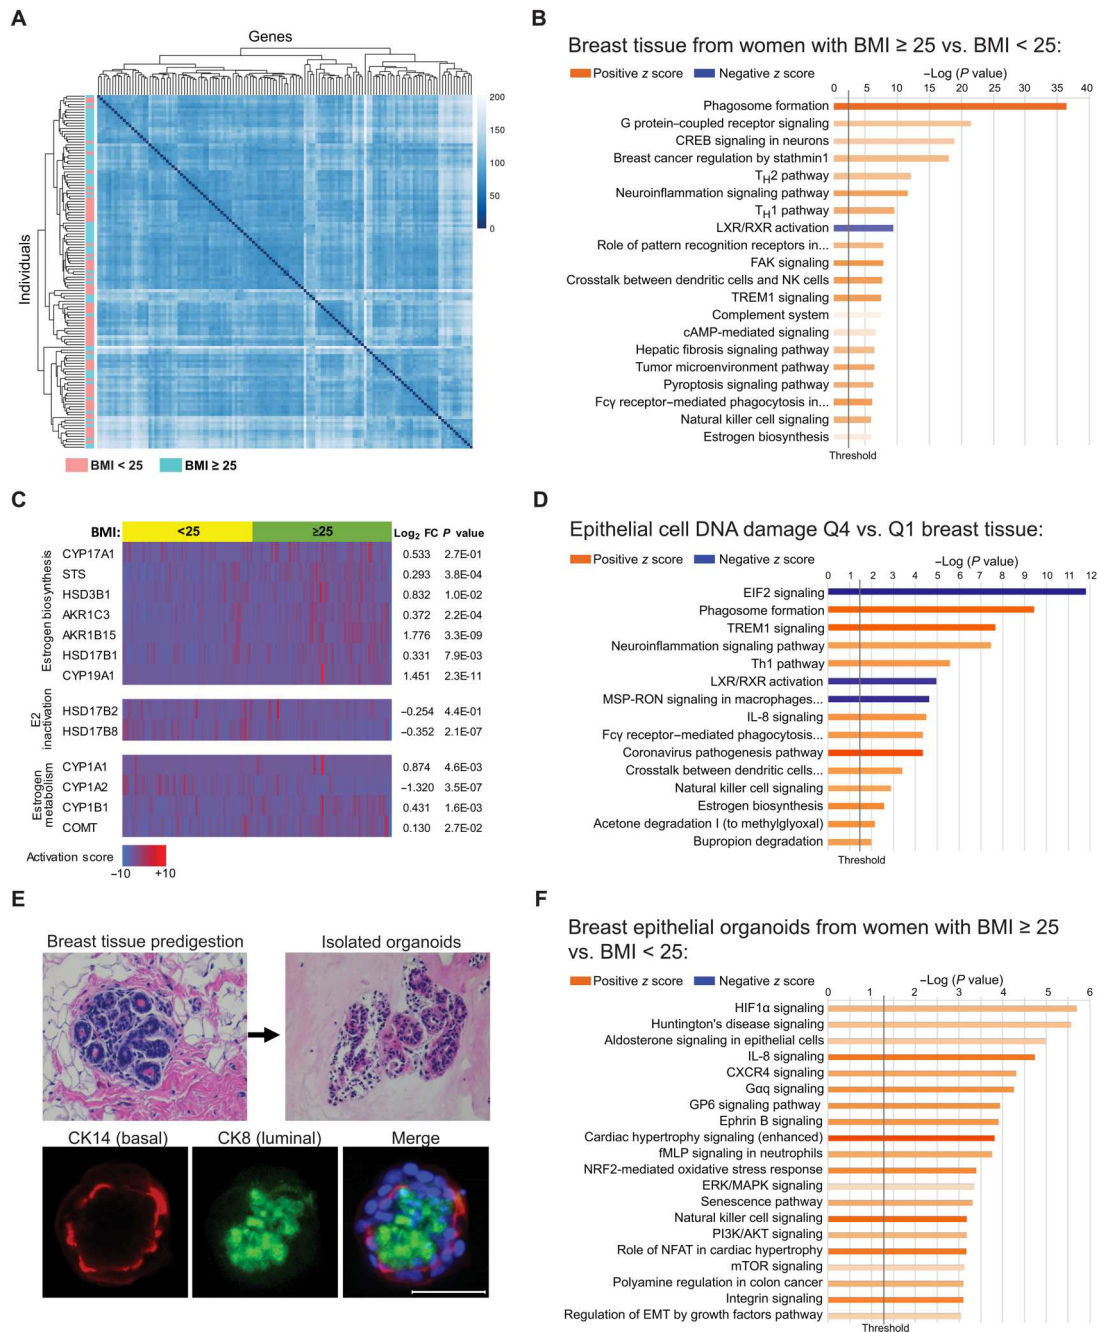 A
Genes
Individuals
200
150
100
50
0
BMI < 25
BMI ≥ 25
B
Breast tissue from women with BMI ≥ 25 vs. BMI < 25:
Positive z score
Negative z score
−Log (P value)
0 5 10 15 20 25 30 35 40
Phagosome formation
G protein–coupled receptor signaling
CREB signaling in neurons
Breast cancer regulation by stathmin1
TH2 pathway
Neuroinflammation signaling pathway
TH1 pathway
LXR/RXR activation
Role of pattern recognition receptors in...
FAK signaling
Crosstalk between dendritic cells and NK cells
TREM1 signaling
Complement system
cAMP-mediated signaling
Hepatic fibrosis signaling pathway
Tumor microenvironment pathway
Pyroptosis signaling pathway
Fcγ receptor–mediated phagocytosis in...
Natural killer cell signaling
Estrogen biosynthesis
Threshold
C
BMI: <25 ≥25 Log2 FC P value
Estrogen biosynthesis
CYP17A1 0.533 2.7E-01
STS 0.293 3.8E-04
HSD3B1 0.832 1.0E-02
AKR1C3 0.372 2.2E-04
AKR1B15 1.776 3.3E-09
HSD17B1 0.331 7.9E-03
CYP19A1 1.451 2.3E-11
E2
inactivation
HSD17B2 −0.254 4.4E-01
HSD17B8 −0.352 2.1E-07
Estrogen
metabolism
CYP1A1 0.874 4.6E-03
CYP1A2 −1.320 3.5E-07
CYP1B1 0.431 1.6E-03
COMT 0.130 2.7E-02
Activation score
−10 +10
D
Epithelial cell DNA damage Q4 vs. Q1 breast tissue:
Positive z score
Negative z score
−Log (P value)
0 1 2 3 4 5 6 7 8 9 10 11 12
EIF2 signaling
Phagosome formation
TREM1 signaling
Neuroinflammation signaling pathway
Th1 pathway
LXR/RXR activation
MSP-RON signaling in macrophages...
IL-8 signaling
Fcγ receptor–mediated phagocytosis...
Coronavirus pathogenesis pathway
Crosstalk between dendritic cells...
Natural killer cell signaling
Estrogen biosynthesis
Acetone degradation I (to methylglyoxal)
Bupropion degradation
Threshold
E
Breast tissue predigestion
Isolated organoids
CK14 (basal)
CK8 (luminal)
Merge
F
Breast epithelial organoids from women with BMI ≥ 25
vs. BMI < 25:
Positive z score
Negative z score
−Log (P value)
0 1 2 3 4 5 6
HIF1α signaling
Huntington's disease signaling
Aldosterone signaling in epithelial cells
IL-8 signaling
CXCR4 signaling
Gαq signaling
GP6 signaling pathway
Ephrin B signaling
Cardiac hypertrophy signaling (enhanced)
fMLP signaling in neutrophils
NRF2-mediated oxidative stress response
ERK/MAPK signaling
Senescence pathway
Natural killer cell signaling
PI3K/AKT signaling
Role of NFAT in cardiac hypertrophy
mTOR signaling
Polyamine regulation in colon cancer
Integrin signaling
Regulation of EMT by growth factors pathway
Threshold